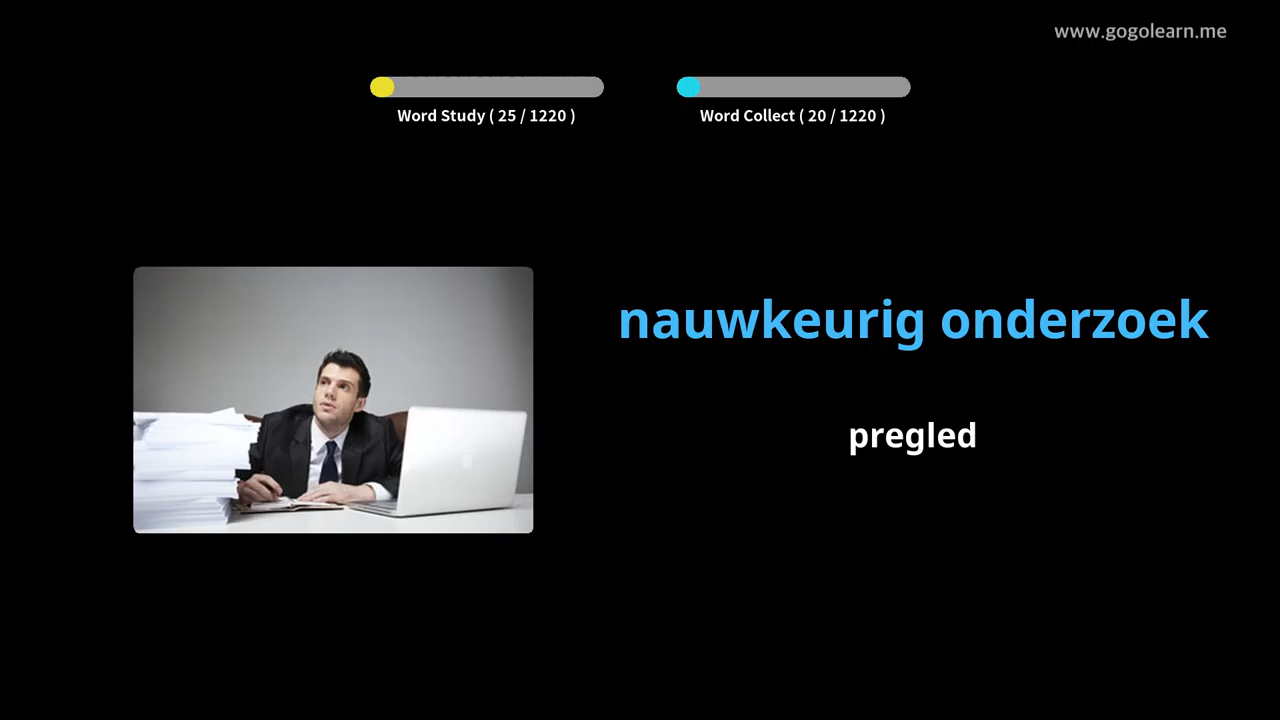 www.gogolearn.me
Word Study ( 25 / 1220 )
Word Collect ( 20 / 1220 )
nauwkeurig onderzoek
pregled